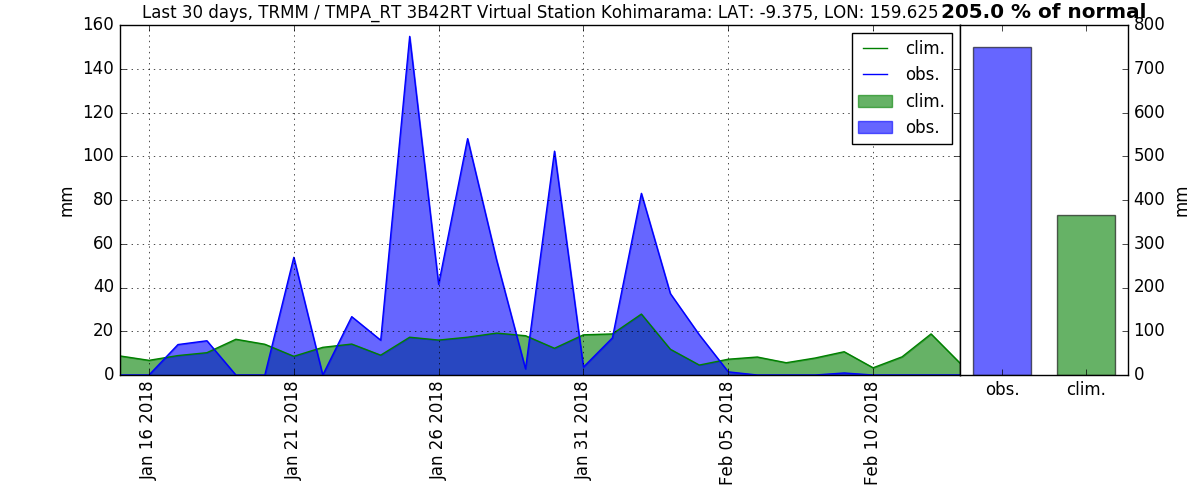 Last 30 days, TRMM / TMPA_RT 3B42RT Virtual Station Kohimarama: LAT: -9.375, LON: 159.625
205.0 % of normal
mm
160
140
120
100
80
60
40
20
0
clim.
obs.
clim.
obs.
Jan 16 2018
Jan 21 2018
Jan 26 2018
Jan 31 2018
Feb 05 2018
Feb 10 2018
800
700
600
500
400
300
200
100
0
mm
obs.
clim.